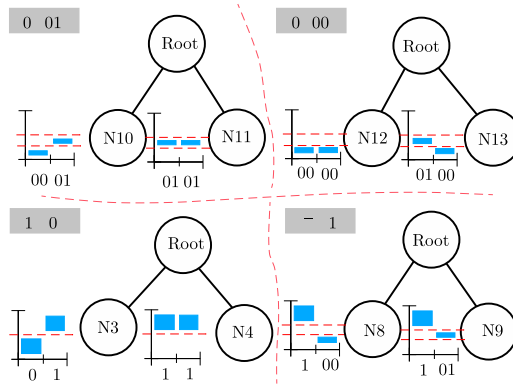 0 01
Root
N10
N11
00 01
01 01
0 00
Root
N12
N13
00 00
01 00
1 0
Root
N3
N4
0 1
1 1
– 1
Root
N8
N9
1 00
1 01